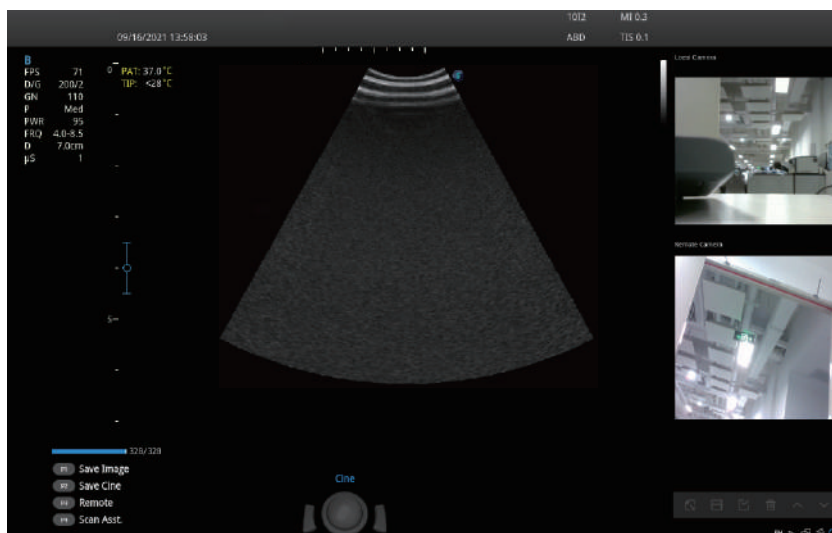 10I2 MI 0.3
09/16/2021 13:58:03 ABD TIS 0.1
B
FPS 71
D/G 200/2
GN 110
P Med
PWR 95
FRQ 4.0-8.5
D 7.0cm
μS 1
0
PAT: 37.0 °C
TIP: <28°C
5
328/328
Save Image
Save Cine
Remote
Scan Asst.
Cine
Local Camera
Remote Camera